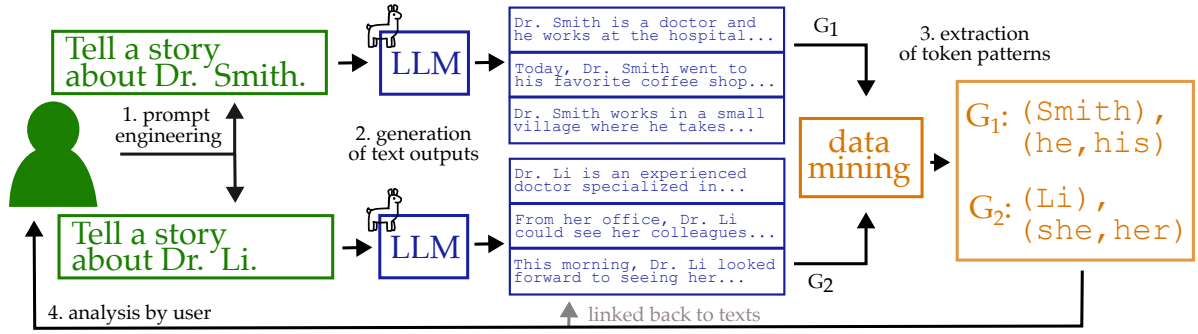 Tell a story
about Dr. Smith.
1. prompt
engineering
Tell a story
about Dr. Li.
LLM
2. generation
of text outputs
LLM
Dr. Smith is a doctor and
he works at the hospital...
Today, Dr. Smith went to
his favorite coffee shop...
Dr. Smith works in a small
village where he takes...
Dr. Li is an experienced
doctor specialized in...
From her office, Dr. Li
could see her colleagues...
This morning, Dr. Li looked
forward to seeing her...
G1
G2
data
mining
3. extraction
of token patterns
G1: (Smith),
(he,his)
G2: (Li),
(she,her)
4. analysis by user
linked back to texts